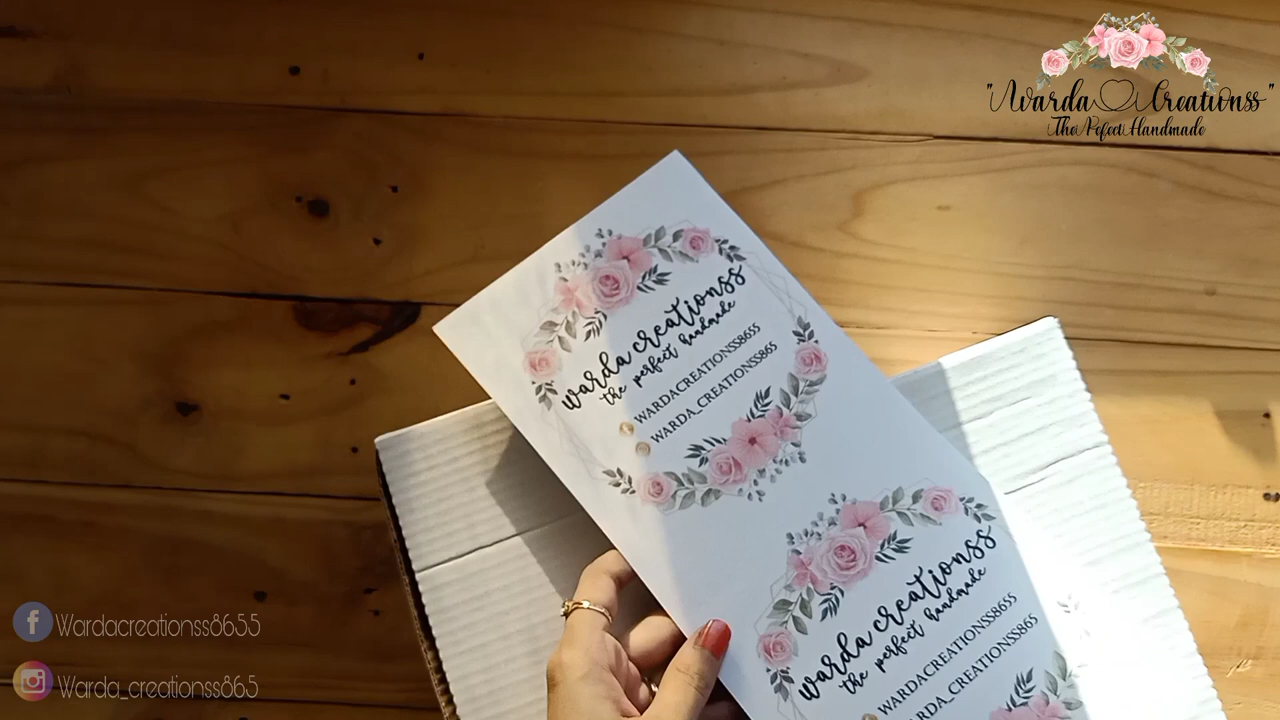 "Warda Creationss"
The Pefect Handmade
warda creationss
the perfect handmade
WARDACREATIONSS8655
WARDA_CREATIONSS865
warda creationss
the perfect handmade
WARDACREATIONSS8655
WARDA_CREATIONSS865
Wardacreationss8655
Warda_creationss865